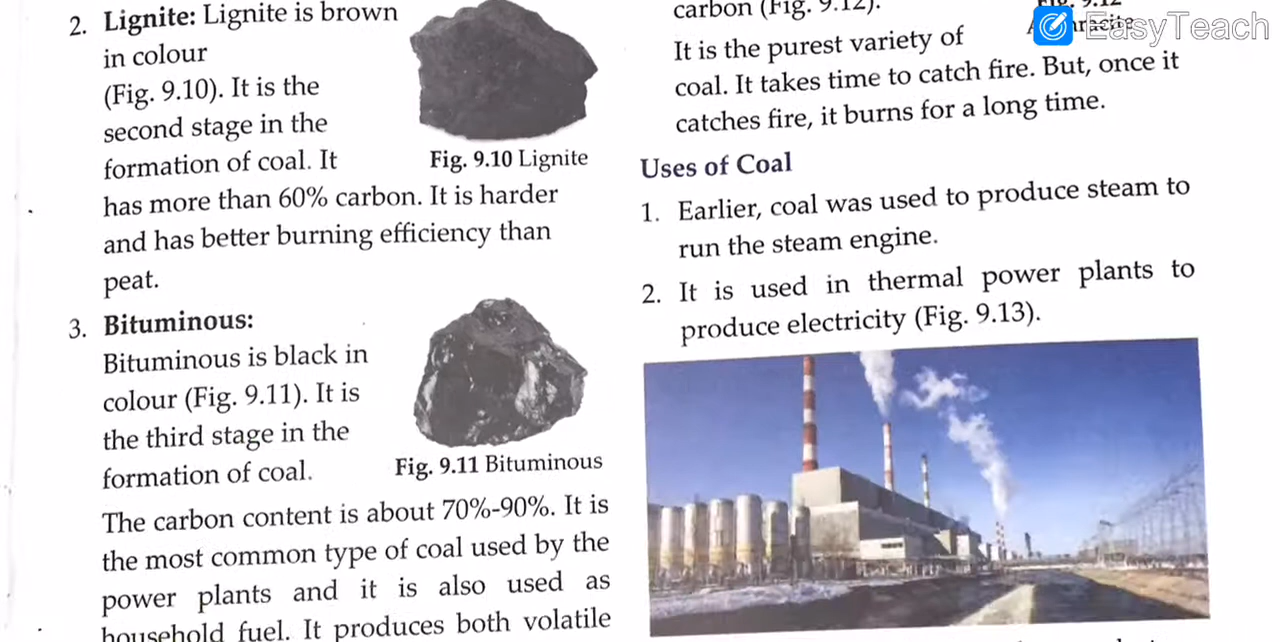 2. Lignite: Lignite is brown
in colour
(Fig. 9.10). It is the
second stage in the
formation of coal. It
Fig. 9.10 Lignite
has more than 60% carbon. It is harder
and has better burning efficiency than
peat.
3. Bituminous:
Bituminous is black in
colour (Fig. 9.11). It is
the third stage in the
formation of coal.
Fig. 9.11 Bituminous
The carbon content is about 70%-90%. It is
the most common type of coal used by the
power plants and it is also used as
household fuel. It produces both volatile
carbon (Fig. 9.12).
Fig. 9.12
EasyTeach
It is the purest variety of
coal. It takes time to catch fire. But, once it
catches fire, it burns for a long time.
Uses of Coal
1. Earlier, coal was used to produce steam to
run the steam engine.
2. It is used in thermal power plants to
produce electricity (Fig. 9.13).